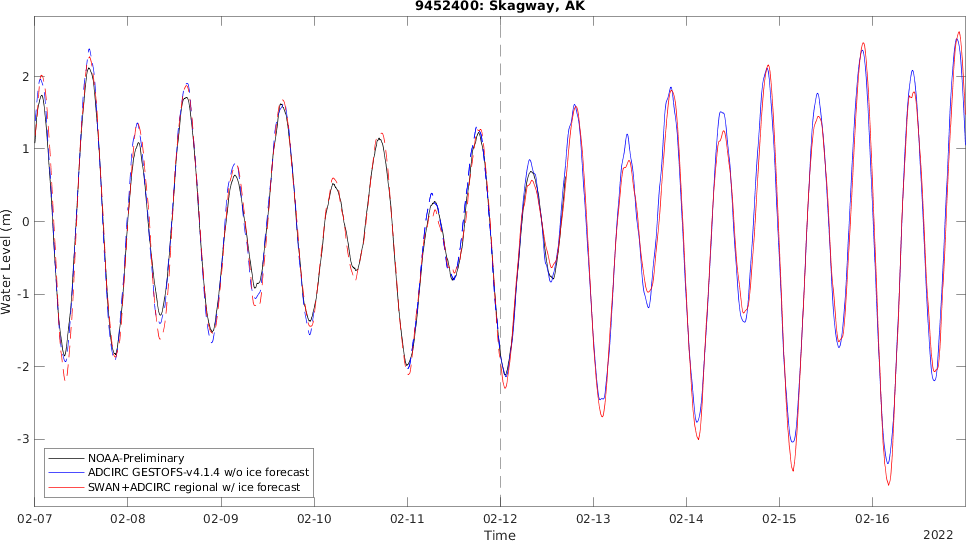 9452400: Skagway, AK
Water Level (m)
2
1
0
-1
-2
-3
NOAA-Preliminary
ADCIRC GESTOFS-v4.1.4 w/o ice forecast
SWAN+ADCIRC regional w/ ice forecast
02-07 02-08 02-09 02-10 02-11 02-12 02-13 02-14 02-15 02-16
Time
2022